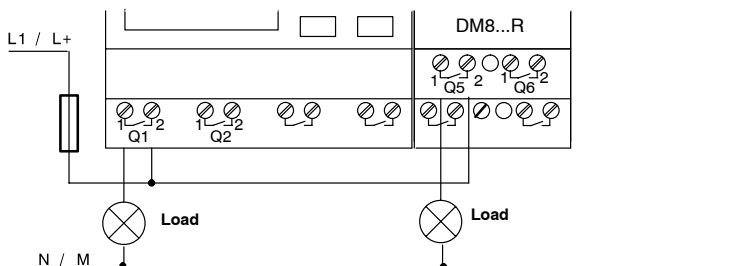 DM8...R
L1 / L+
1 2 1 2
Q5 Q6
1 2 1 2
Q1 Q2
Load Load
N / M